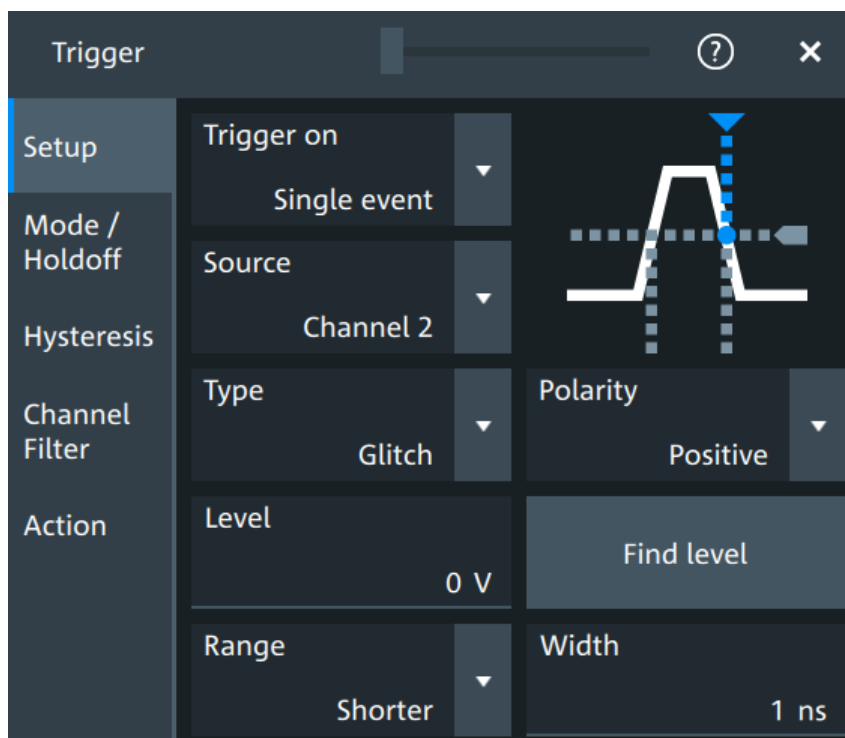 Trigger
?
×
Setup
Mode /
Holdoff
Hysteresis
Channel
Filter
Action
Trigger on
Single event
Source
Channel 2
Type
Glitch
Polarity
Positive
Level
0 V
Find level
Range
Shorter
Width
1 ns